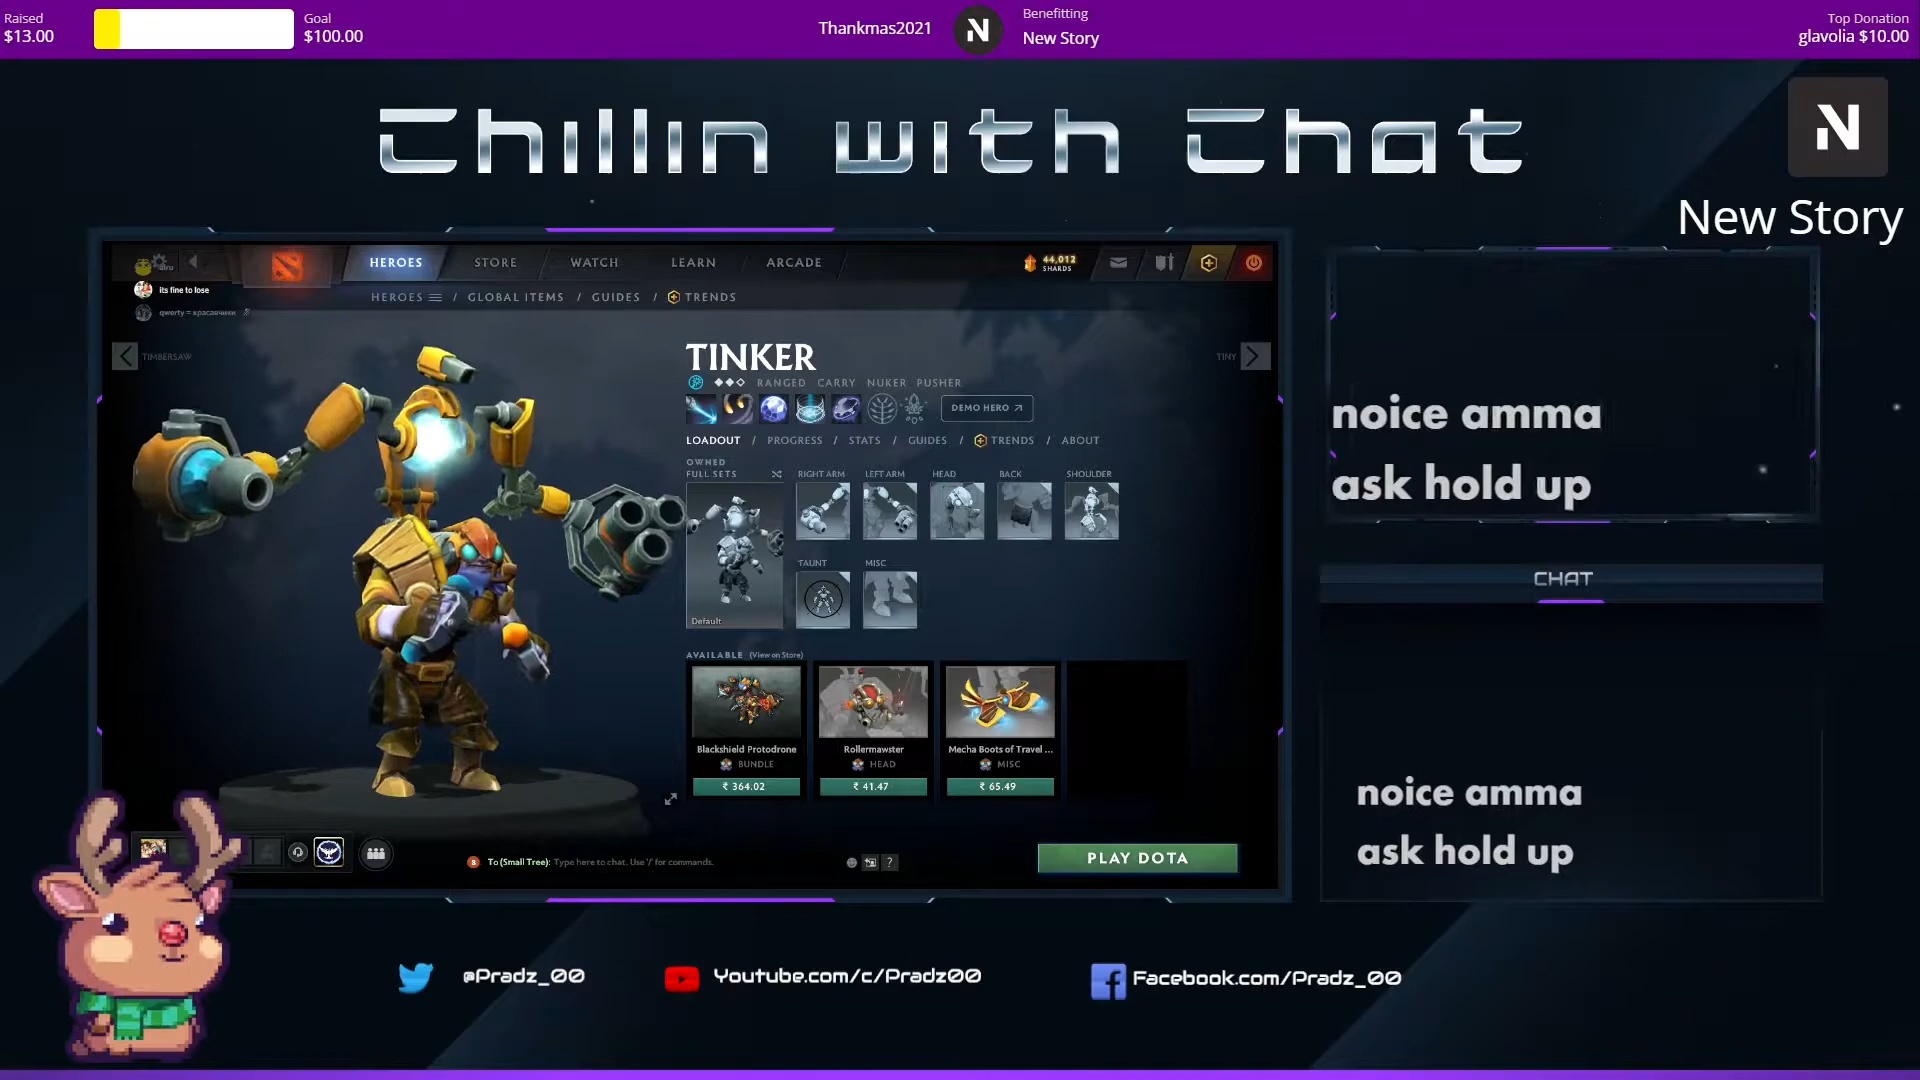 Raised
$13.00
Goal
$100.00
Thankmas2021
N
Benefitting
New Story
Top Donation
glavolia $10.00
Chillin with Chat
N
New Story
HEROES
STORE
WATCH
LEARN
ARCADE
44,012
SHARDS
its fine to lose
qwerty = красавчики
HEROES / GLOBAL ITEMS / GUIDES / TRENDS
TIMBERSAW
TINY
TINKER
RANGED CARRY NUKER PUSHER
DEMO HERO
LOADOUT / PROGRESS / STATS / GUIDES / TRENDS / ABOUT
OWNED
FULL SETS
RIGHT ARM
LEFT ARM
HEAD
BACK
SHOULDER
TAUNT
MISC
Default
AVAILABLE (View on Store)
Blackshield Protodrone
BUNDLE
₹ 364.02
Rollermawster
HEAD
₹ 41.47
Mecha Boots of Travel ...
MISC
₹ 65.49
8
To (Small Tree): Type here to chat. Use '/' for commands.
?
PLAY DOTA
noice amma
ask hold up
CHAT
noice amma
ask hold up
@Pradz_00
Youtube.com/c/Pradz00
Facebook.com/Pradz_00